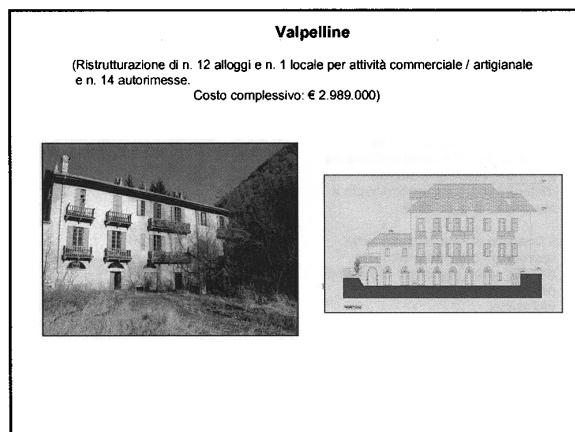 Valpelline
(Ristrutturazione di n. 12 alloggi e n. 1 locale per attività commerciale / artigianale
e n. 14 autorimesse.
Costo complessivo: € 2.989.000)